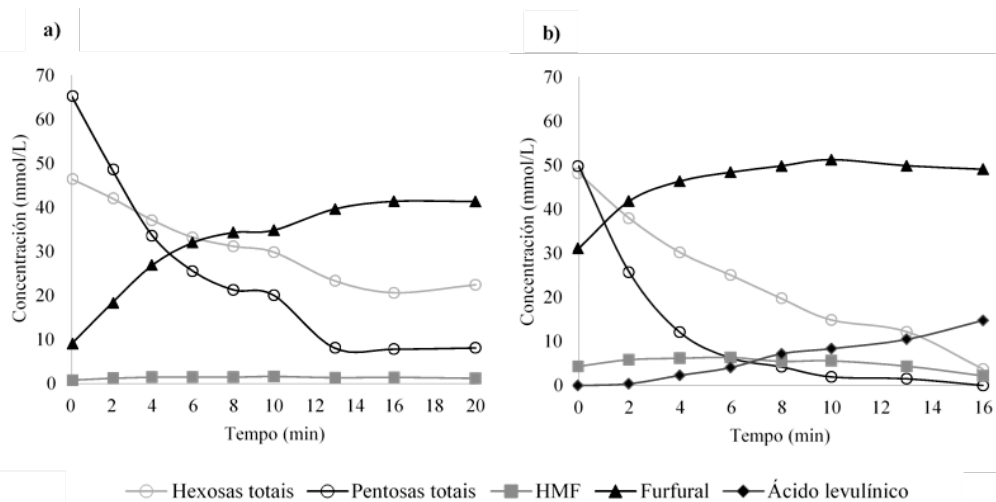 a)
b)
Concentración (mmol/L)
70
60
50
40
30
20
10
0
0 2 4 6 8 10 12 14 16 18 20
Tempo (min)
Concentración (mmol/L)
70
60
50
40
30
20
10
0
0 2 4 6 8 10 12 14 16
Tempo (min)
Hexosas totais Pentosas totais HMF Furfural Ácido levulínico